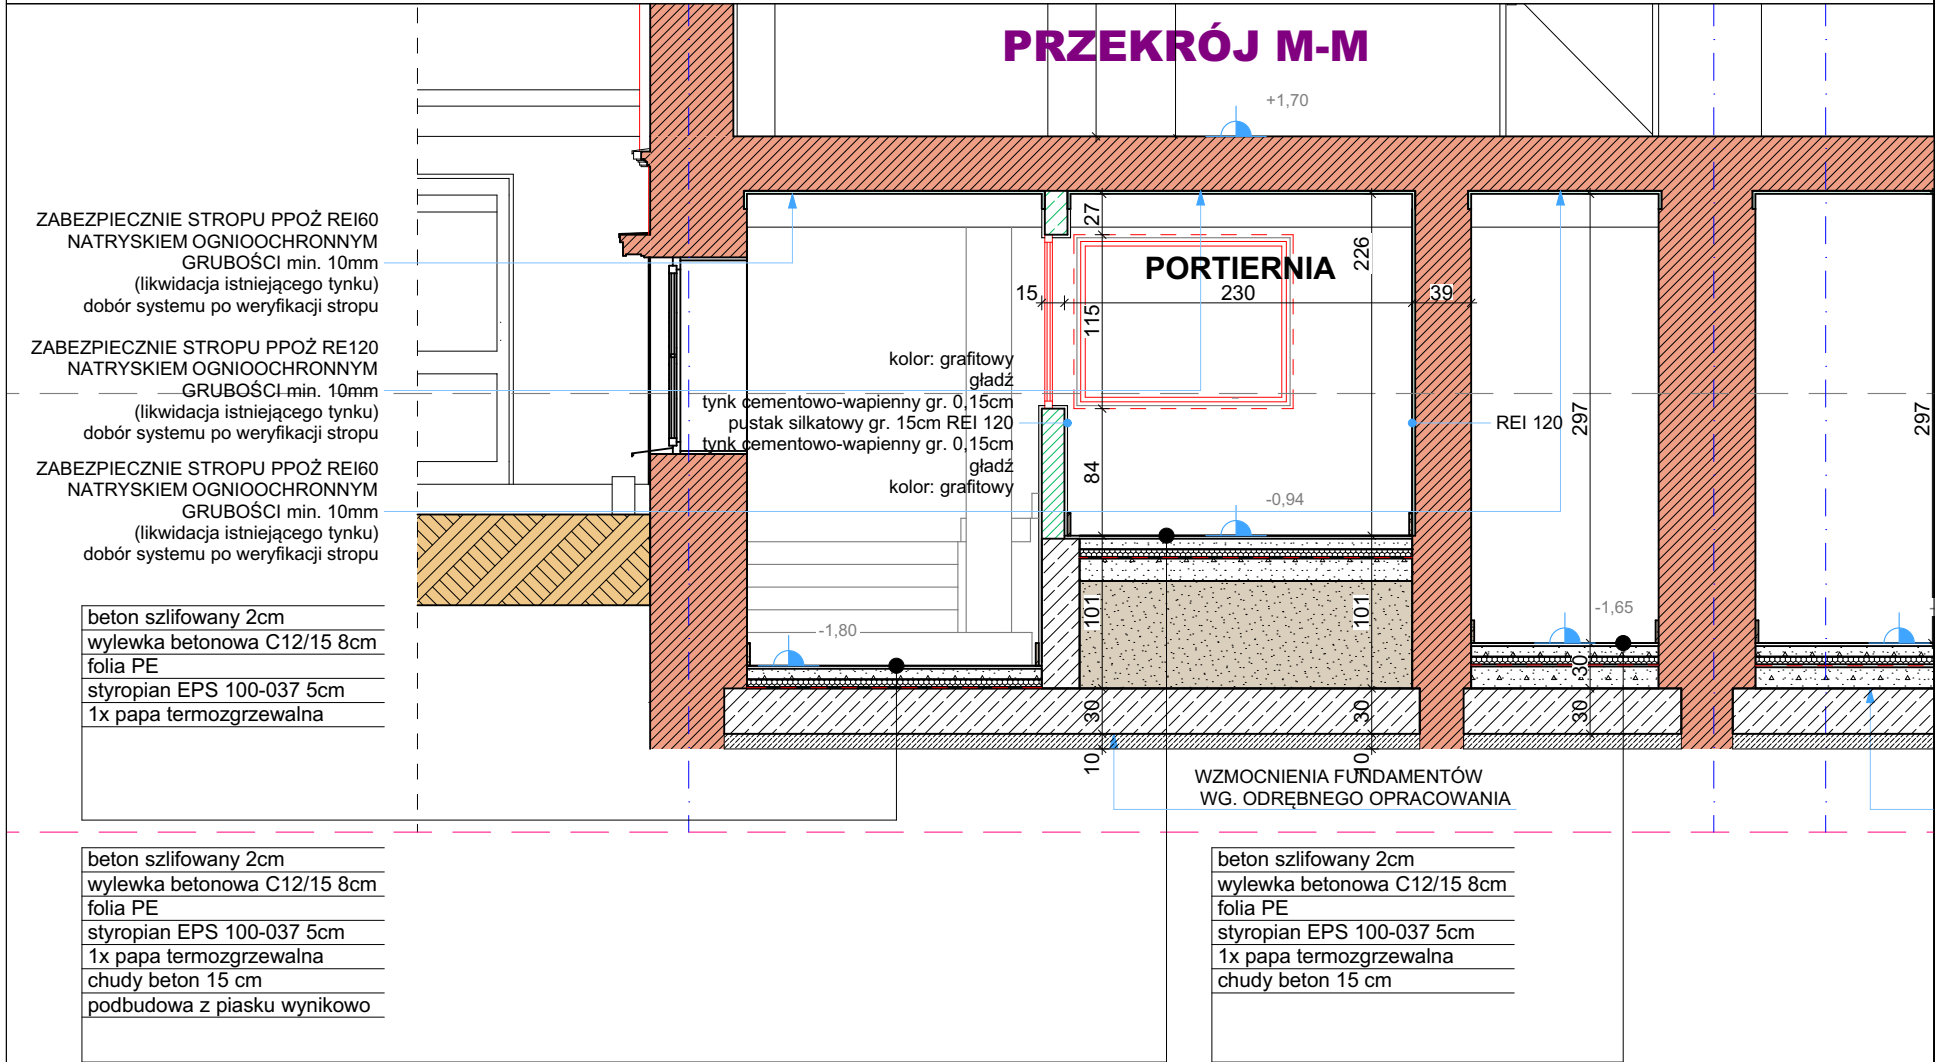 PRZEKRÓJ M-M
+1,70
ZABEZPIECZNIE STROPU PPOŻ REI60
NATRYSKIEM OGNIOOCHRONNYM
GRUBOŚCI min. 10mm
(likwidacja istniejącego tynku)
dobór systemu po weryfikacji stropu
ZABEZPIECZNIE STROPU PPOŻ RE120
NATRYSKIEM OGNIOOCHRONNYM
GRUBOŚCI min. 10mm
(likwidacja istniejącego tynku)
dobór systemu po weryfikacji stropu
ZABEZPIECZNIE STROPU PPOŻ REI60
NATRYSKIEM OGNIOOCHRONNYM
GRUBOŚCI min. 10mm
(likwidacja istniejącego tynku)
dobór systemu po weryfikacji stropu
kolor: grafitowy
gładź
tynk cementowo-wapienny gr. 0,15cm
pustak silkatowy gr. 15cm REI 120
tynk cementowo-wapienny gr. 0,15cm
gładź
kolor: grafitowy
PORTIERNIA
15
230
39
27
115
84
101
30
10
226
101
30
10
REI 120
297
30
30
297
-0,94
-1,65
-1,80
WZMOCNIENIA FUNDAMENTÓW
WG. ODRĘBNEGO OPRACOWANIA
beton szlifowany 2cm
wylewka betonowa C12/15 8cm
folia PE
styropian EPS 100-037 5cm
1x papa termozgrzewalna
beton szlifowany 2cm
wylewka betonowa C12/15 8cm
folia PE
styropian EPS 100-037 5cm
1x papa termozgrzewalna
chudy beton 15 cm
podbudowa z piasku wynikowo
beton szlifowany 2cm
wylewka betonowa C12/15 8cm
folia PE
styropian EPS 100-037 5cm
1x papa termozgrzewalna
chudy beton 15 cm